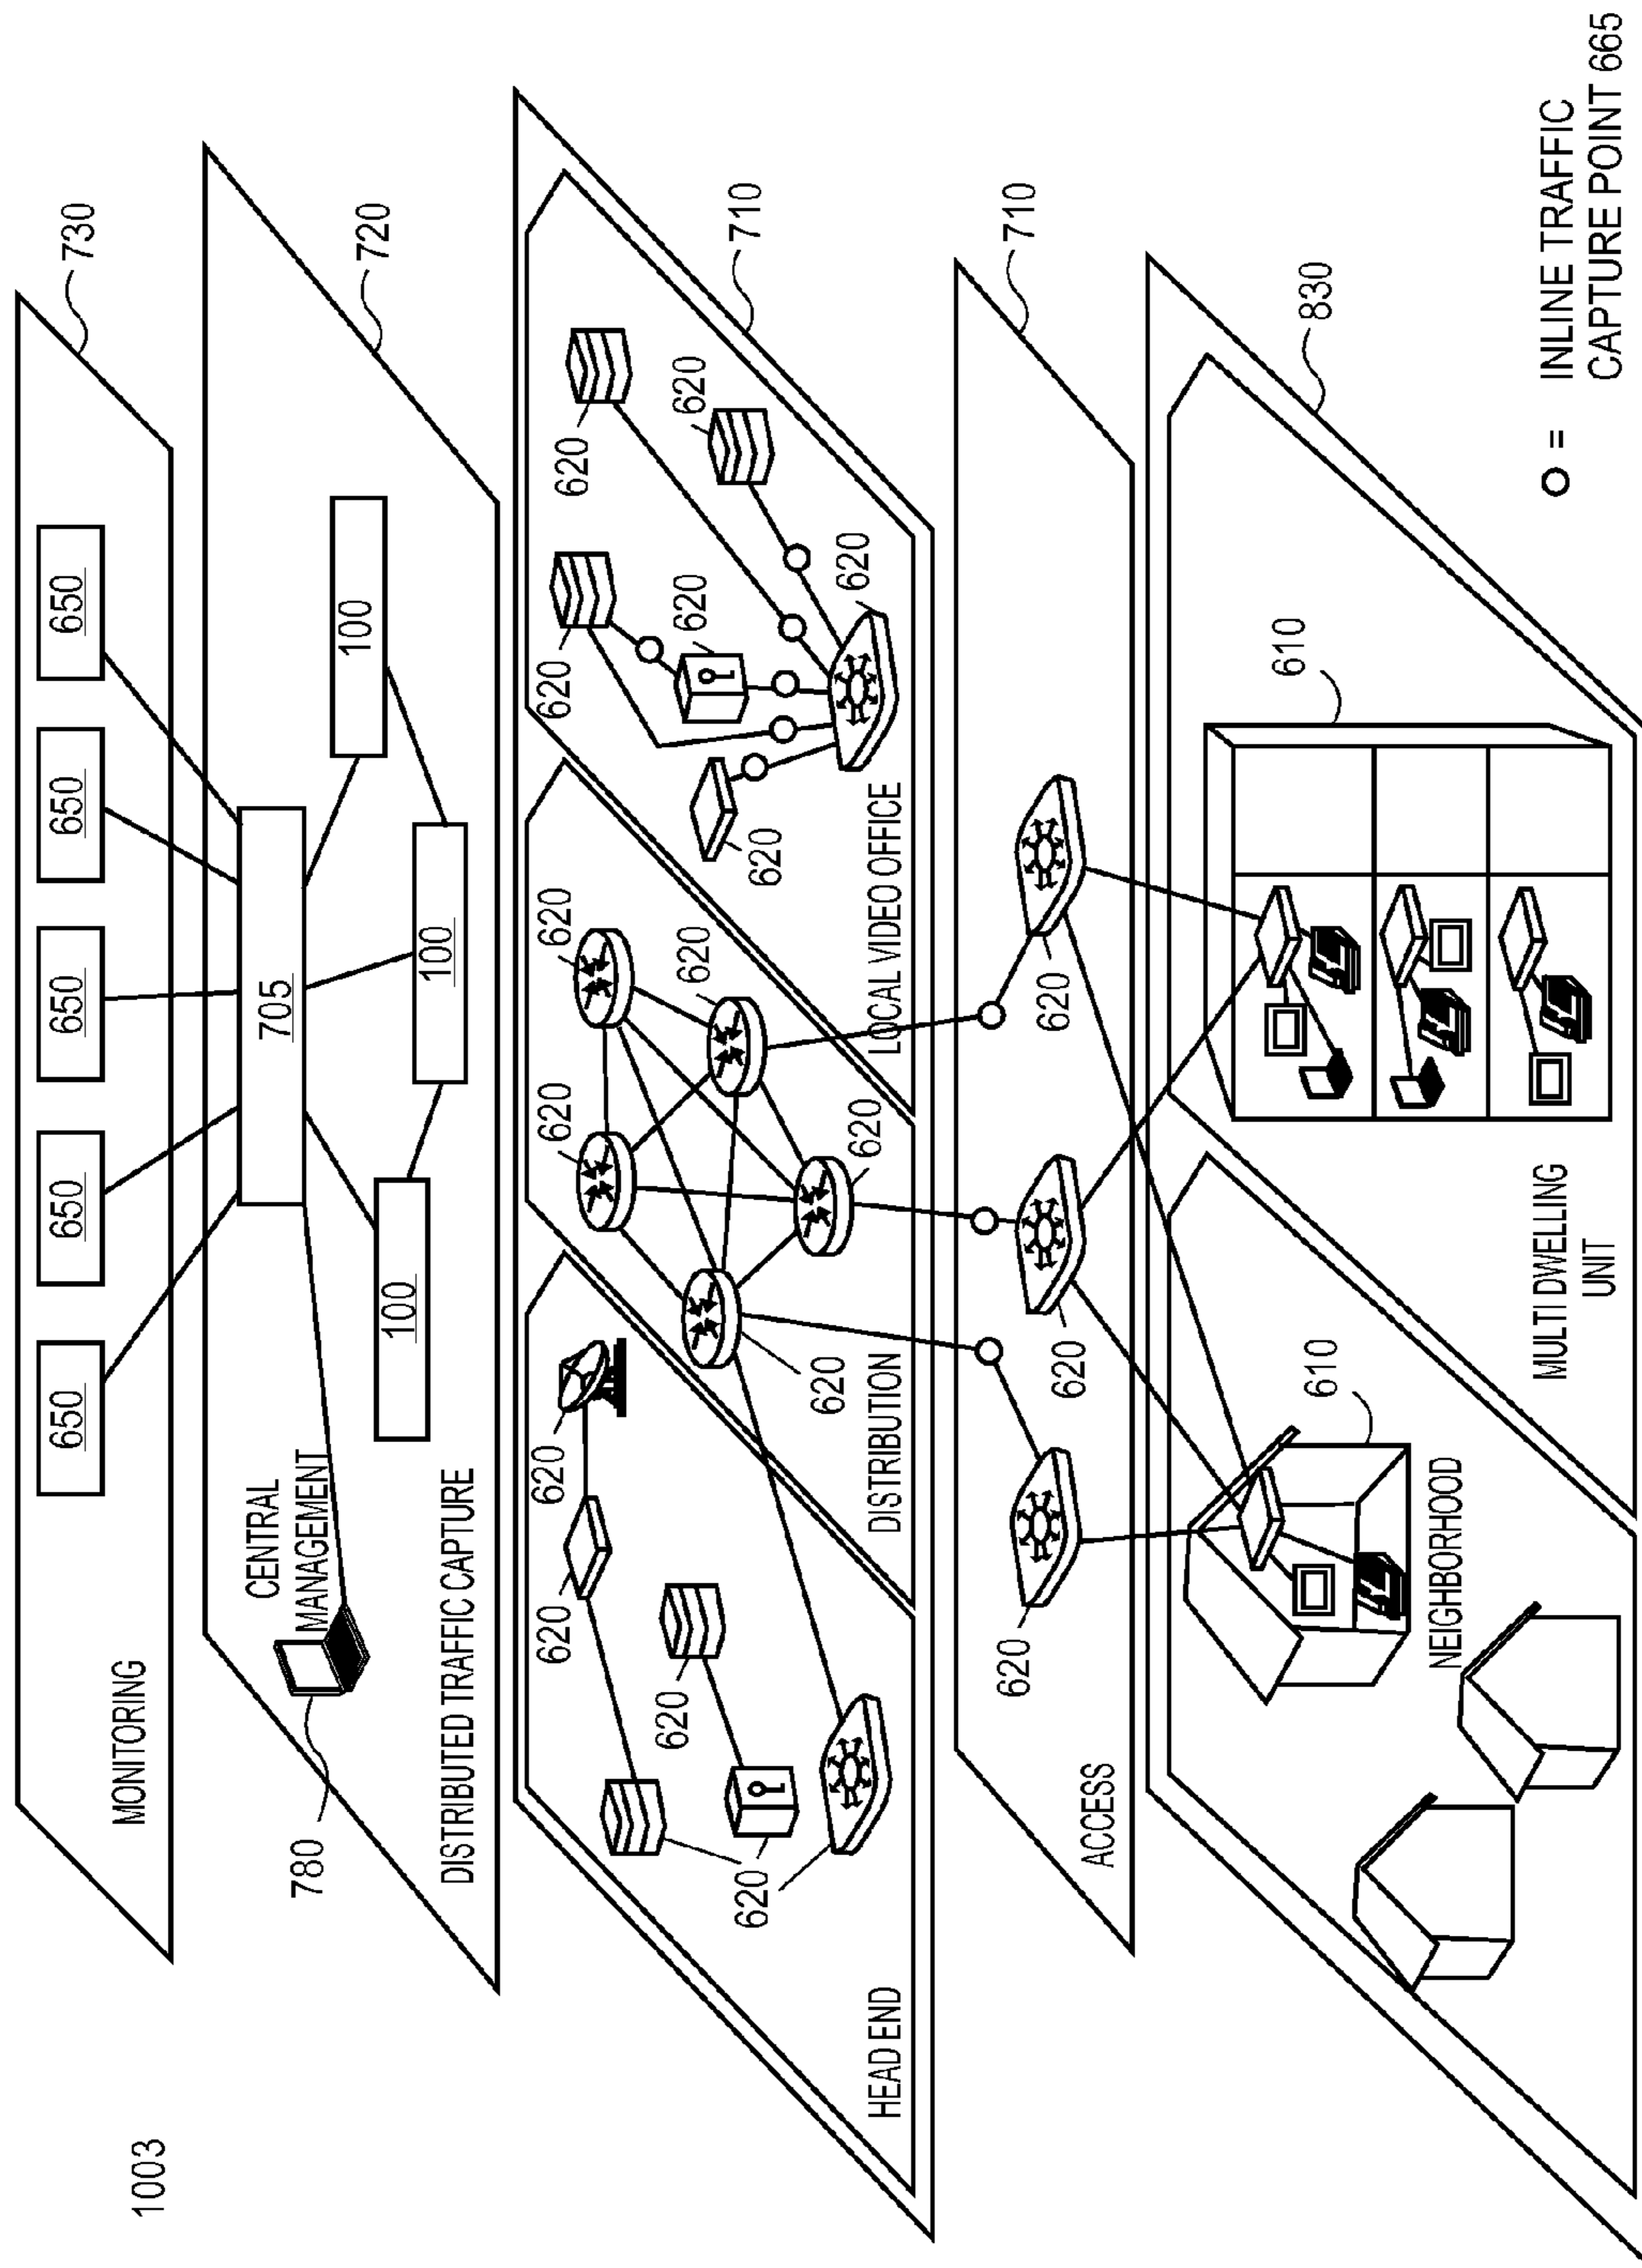 1003
MONITORING
650
650
650
650
650
730
780
CENTRAL
MANAGEMENT
DISTRIBUTED TRAFFIC CAPTURE
705
100
100
100
720
HEAD END
620
620
620
620
DISTRIBUTION
620
620
620
620
620
LOCAL VIDEO OFFICE
620
620
620
620
620
620
710
ACCESS
620
620
620
710
NEIGHBORHOOD
610
MULTI DWELLING
UNIT
610
830
O = INLINE TRAFFIC
CAPTURE POINT 665